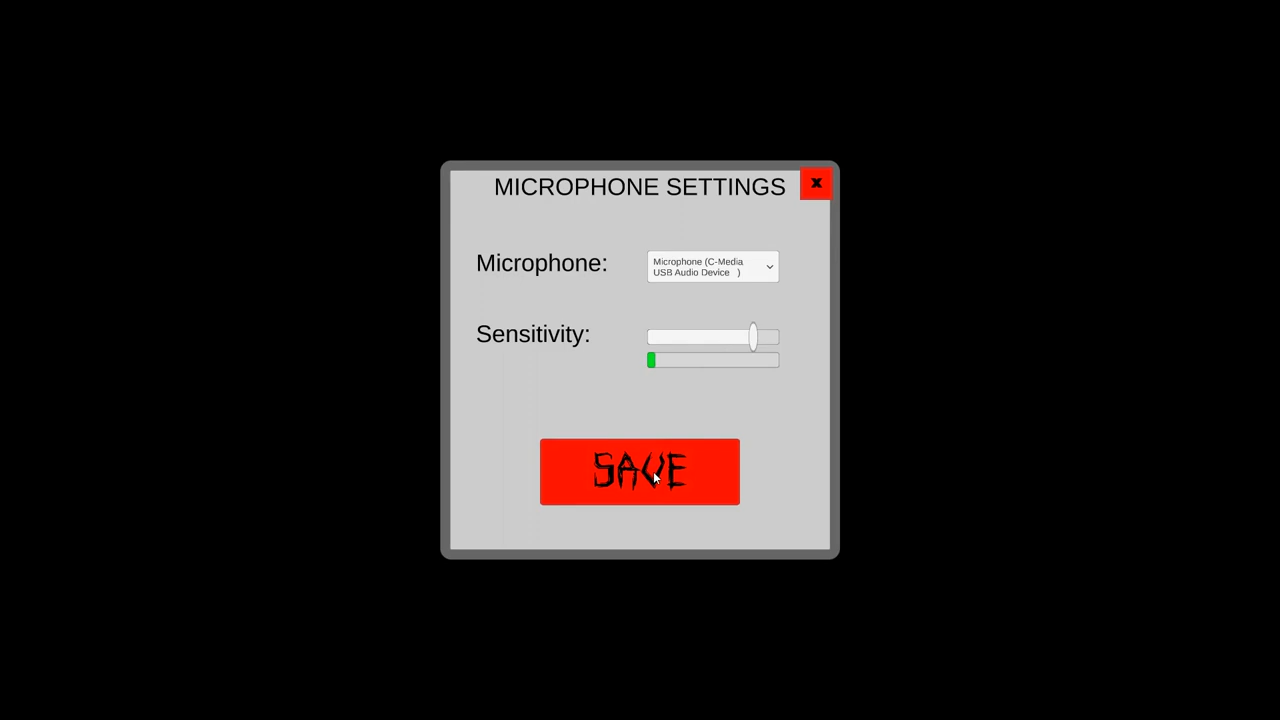 MICROPHONE SETTINGS
x
Microphone:
Microphone (C-Media
USB Audio Device   )
Sensitivity:
SAVE